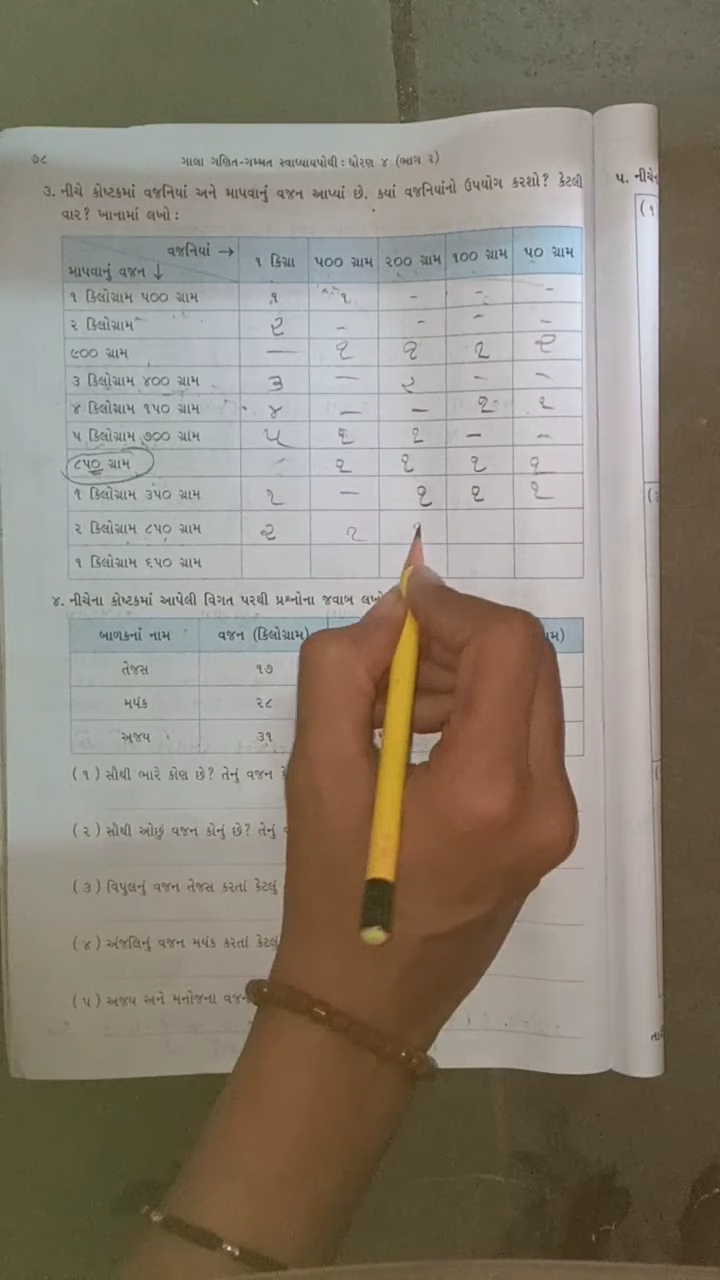 ૭૮ ગાલા ગણિત-ગમ્મત સ્વાધ્યાયપોથી : ધોરણ ૪ (ભાગ ૨)
૩. નીચે કોષ્ટકમાં વજનિયાં અને માપવાનું વજન આપ્યાં છે. કયાં વજનિયાંનો ઉપયોગ કરશો? કેટલી
વાર? ખાનામાં લખો :
વજનિયાં → ૧ કિગ્રા ૫૦૦ ગ્રામ ૨૦૦ ગ્રામ ૧૦૦ ગ્રામ ૫૦ ગ્રામ
માપવાનું વજન ↓
૧ કિલોગ્રામ ૫૦૦ ગ્રામ ૧ ૧ - - -
૨ કિલોગ્રામ ૨ - - - -
૯૦૦ ગ્રામ — ૧ ૧ ૧ ૨
૩ કિલોગ્રામ ૪૦૦ ગ્રામ ૩ — ૨ - -
૪ કિલોગ્રામ ૧૫૦ ગ્રામ ૪ — — ૧ ૧
૫ કિલોગ્રામ ૭૦૦ ગ્રામ ૫ ૧ ૧ — -
૮૫૦ ગ્રામ - ૧ ૧ ૧ ૧
૧ કિલોગ્રામ ૩૫૦ ગ્રામ ૧ — ૧ ૧ ૧
૨ કિલોગ્રામ ૮૫૦ ગ્રામ ૨ ૧
૧ કિલોગ્રામ ૬૫૦ ગ્રામ
૪. નીચેના કોષ્ટકમાં આપેલી વિગત પરથી પ્રશ્નોના જવાબ
બાળકનાં નામ વજન (કિલોગ્રામ)
તેજસ ૧૭
મયંક ૨૮
અજય ૩૧
(૧) સૌથી ભારે કોણ છે? તેનું વજન
(૨) સૌથી ઓછું વજન કોનું છે? તેનું
(૩) વિપુલનું વજન તેજસ કરતાં કેટલું
(૪) અંજલિનું વજન મયંક કરતાં કેટલું
(૫) અજય અને મનોજના
૫. નીચે
(૧